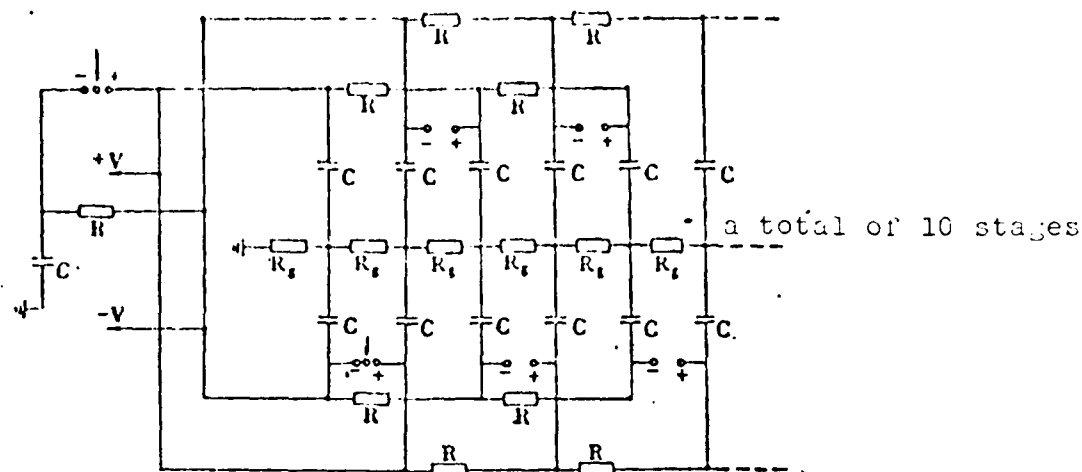 R R
- +
R R
+V
- + - +
C C C C C C
R
a total of 10 stages
C
Rg Rg Rg Rg Rg Rg
-V
C C C C C C
- + - + - +
R R
R R